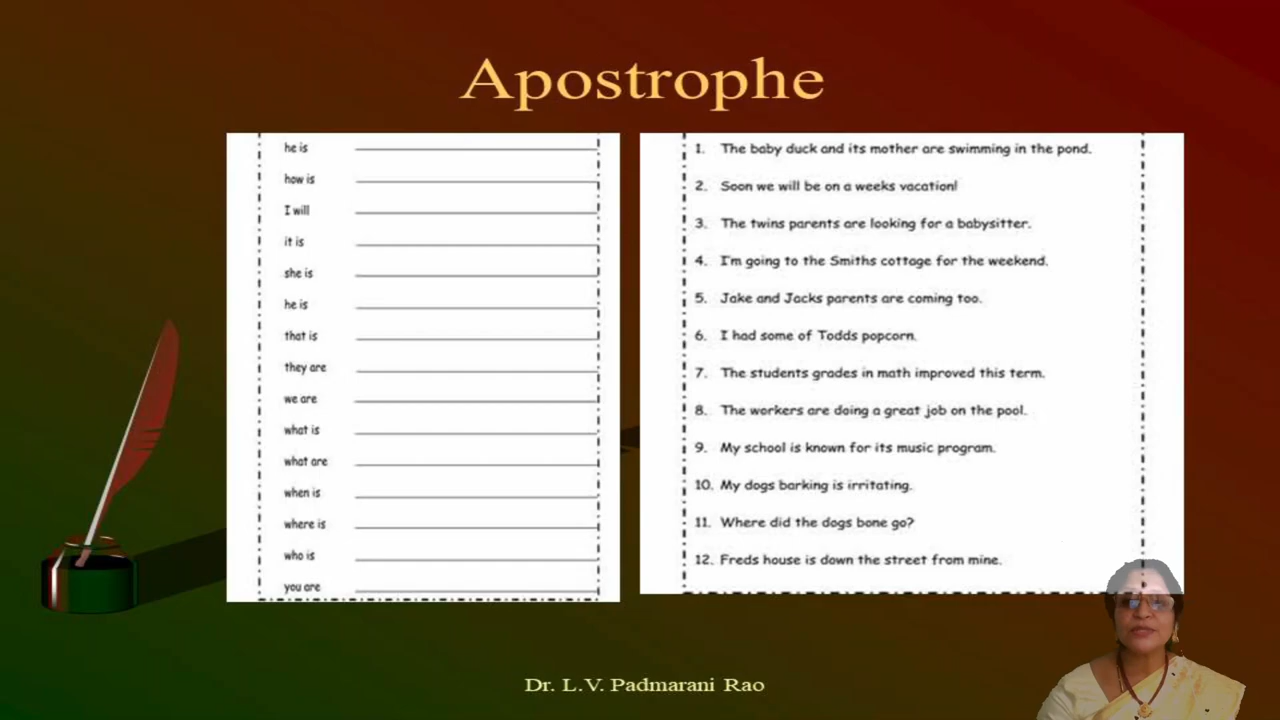 Apostrophe
he is
how is
I will
it is
she is
he is
that is
they are
we are
what is
what are
when is
where is
who is
you are
1. The baby duck and its mother are swimming in the pond.
2. Soon we will be on a weeks vacation!
3. The twins parents are looking for a babysitter.
4. I'm going to the Smiths cottage for the weekend.
5. Jake and Jacks parents are coming too.
6. I had some of Todds popcorn.
7. The students grades in math improved this term.
8. The workers are doing a great job on the pool.
9. My school is known for its music program.
10. My dogs barking is irritating.
11. Where did the dogs bone go?
12. Freds house is down the street from mine.
Dr. L.V. Padmarani Rao